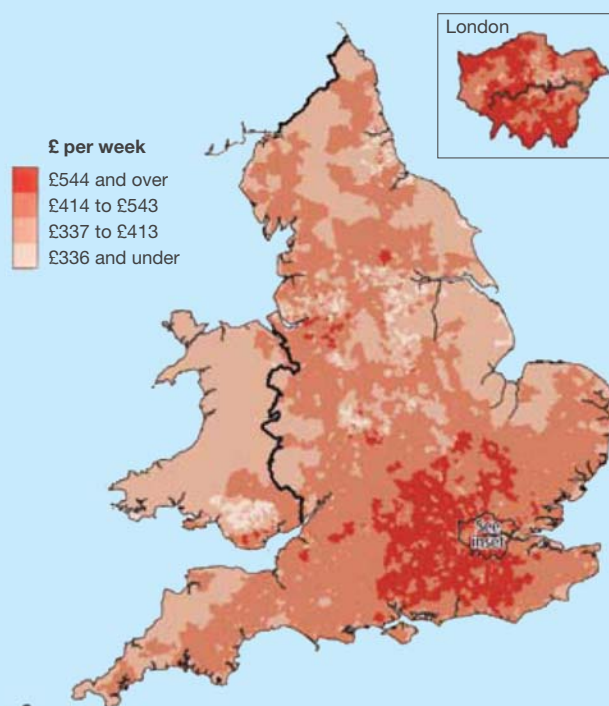 London
£ per week
£544 and over
£414 to £543
£337 to £413
£336 and under
See
inset